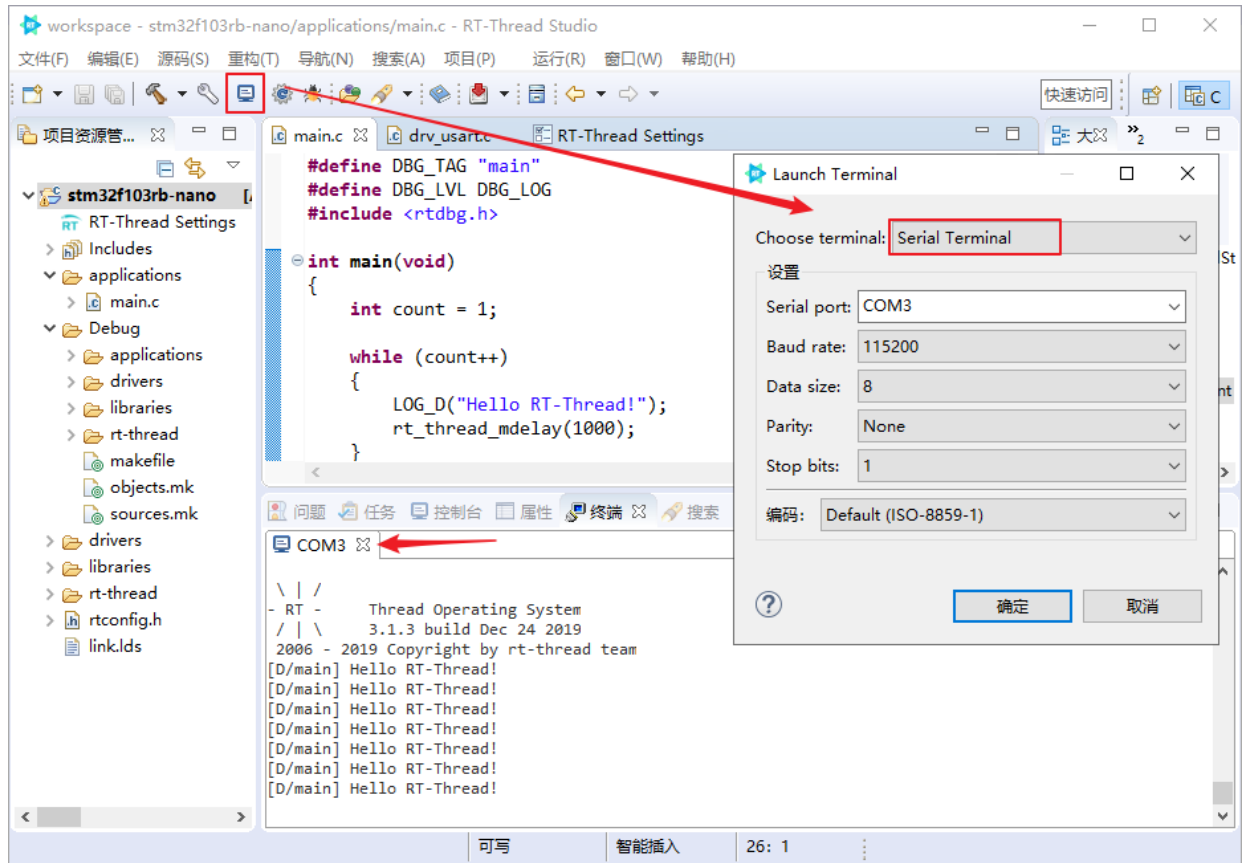 workspace - stm32f103rb-nano/applications/main.c - RT-Thread Studio
文件(F) 编辑(E) 源码(S) 重构(T) 导航(N) 搜索(A) 项目(P) 运行(R) 窗口(W) 帮助(H)
快速访问
C
项目资源管...
main.c
drv_usart.c
RT-Thread Settings
大
2
stm32f103rb-nano
RT-Thread Settings
Includes
applications
main.c
Debug
applications
drivers
libraries
rt-thread
makefile
objects.mk
sources.mk
drivers
libraries
rt-thread
rtconfig.h
link.lds
#define DBG_TAG "main"
#define DBG_LVL DBG_LOG
#include <rtdbg.h>
int main(void)
{
int count = 1;
while (count++)
{
LOG_D("Hello RT-Thread!");
rt_thread_mdelay(1000);
}
Launch Terminal
Choose terminal: Serial Terminal
设置
Serial port: COM3
Baud rate: 115200
Data size: 8
Parity: None
Stop bits: 1
编码: Default (ISO-8859-1)
确定 取消
St
nt
问题 任务 控制台 属性 终端 搜索
COM3
\ | /
- RT - Thread Operating System
/ | \ 3.1.3 build Dec 24 2019
2006 - 2019 Copyright by rt-thread team
[D/main] Hello RT-Thread!
[D/main] Hello RT-Thread!
[D/main] Hello RT-Thread!
[D/main] Hello RT-Thread!
[D/main] Hello RT-Thread!
[D/main] Hello RT-Thread!
[D/main] Hello RT-Thread!
可写 智能插入 26: 1